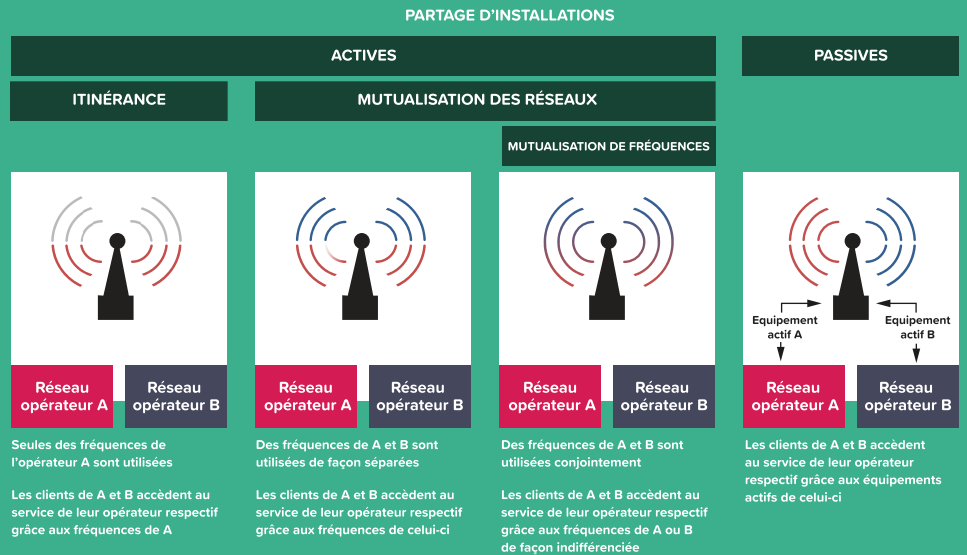 PARTAGE D'INSTALLATIONS
ACTIVES
PASSIVES
ITINÉRANCE
MUTUALISATION DES RÉSEAUX
MUTUALISATION DE FRÉQUENCES
Réseau
opérateur A
Réseau
opérateur B
Seules des fréquences de
l'opérateur A sont utilisées
Les clients de A et B accèdent au
service de leur opérateur respectif
grâce aux fréquences de A
Réseau
opérateur A
Réseau
opérateur B
Des fréquences de A et B sont
utilisées de façon séparées
Les clients de A et B accèdent au
service de leur opérateur respectif
grâce aux fréquences de celui-ci
Réseau
opérateur A
Réseau
opérateur B
Des fréquences de A et B sont
utilisées conjointement
Les clients de A et B accèdent au
service de leur opérateur respectif
grâce aux fréquences de A ou B
de façon indifférenciée
Equipement
actif A
Equipement
actif B
Réseau
opérateur A
Réseau
opérateur B
Les clients de A et B accèdent
au service de leur opérateur
respectif grâce aux équipements
actifs de celui-ci